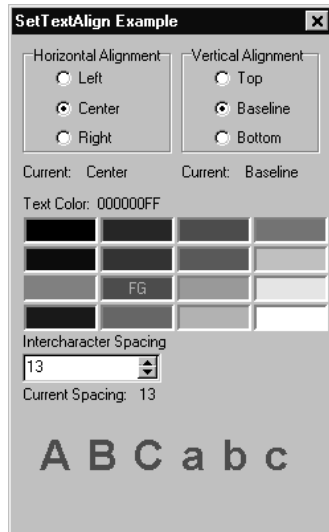 SetTextAlign Example
Horizontal Alignment Vertical Alignment
Left Top
Center Baseline
Right Bottom
Current: Center Current: Baseline
Text Color: 000000FF
FG
Intercharacter Spacing
13
Current Spacing: 13
A B C a b c